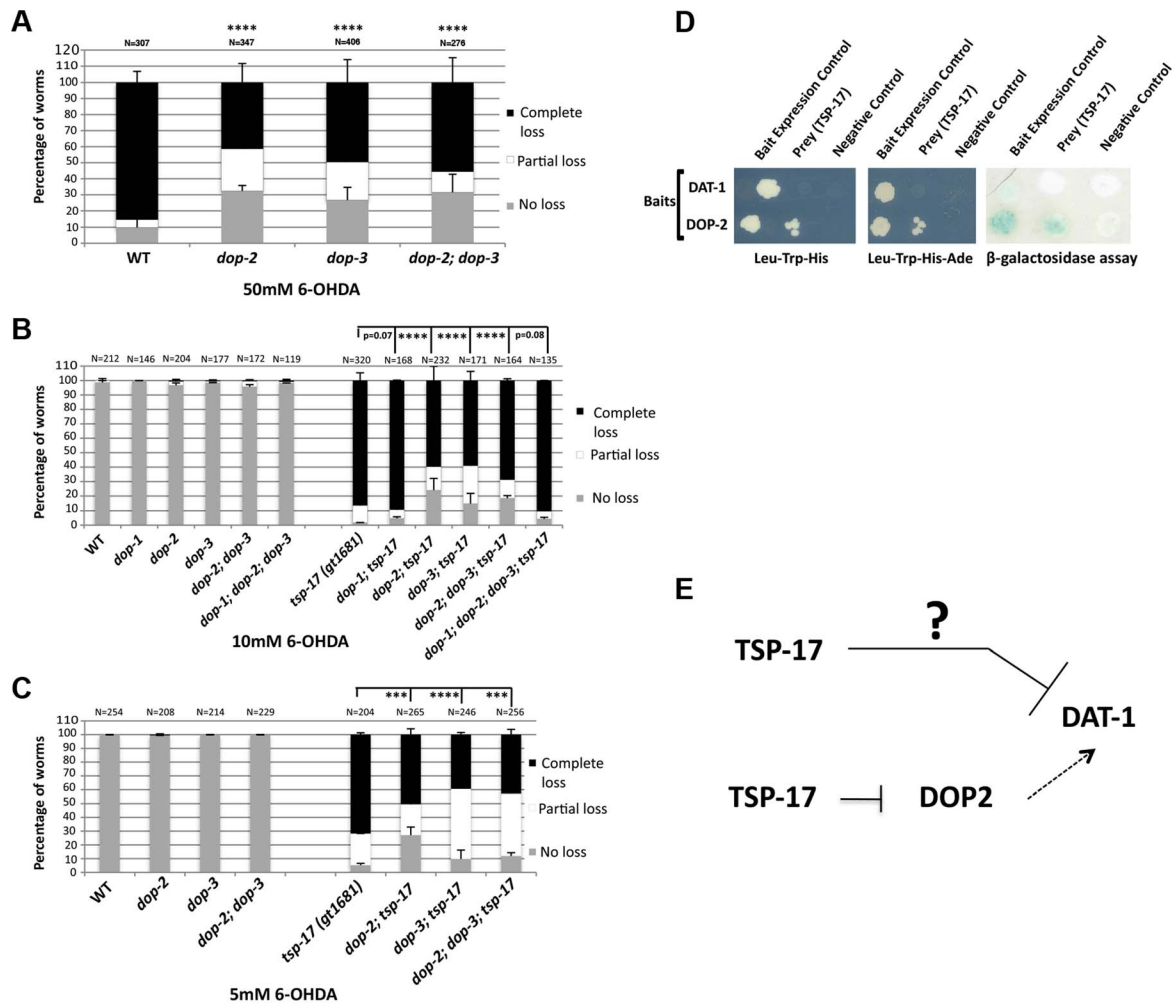 A
****
****
****
N=307
N=347
N=406
N=276
120
110
100
90
80
70
60
50
40
30
20
10
0
Percentage of worms
Complete loss
Partial loss
No loss
WT
dop-2
dop-3
dop-2; dop-3
50mM 6-OHDA
B
p=0.07
****
****
****
p=0.08
N=212
N=146
N=204
N=177
N=172
N=119
N=320
N=168
N=232
N=171
N=164
N=135
110
100
90
80
70
60
50
40
30
20
10
0
Percentage of worms
Complete loss
Partial loss
No loss
WT
dop-1
dop-2
dop-3
dop-2; dop-3
dop-1; dop-2; dop-3
tsp-17 (gt1681)
dop-1; tsp-17
dop-2; tsp-17
dop-3; tsp-17
dop-2; dop-3; tsp-17
dop-1; dop-2; dop-3; tsp-17
10mM 6-OHDA
C
***
****
***
N=254
N=208
N=214
N=229
N=204
N=265
N=246
N=256
110
100
90
80
70
60
50
40
30
20
10
0
Percentage of worms
Complete loss
Partial loss
No loss
WT
dop-2
dop-3
dop-2; dop-3
tsp-17 (gt1681)
dop-2; tsp-17
dop-3; tsp-17
dop-2; dop-3; tsp-17
5mM 6-OHDA
D
Bait Expression Control
Prey (TSP-17)
Negative Control
Bait Expression Control
Prey (TSP-17)
Negative Control
Bait Expression Control
Prey (TSP-17)
Negative Control
Baits
DAT-1
DOP-2
Leu-Trp-His
Leu-Trp-His-Ade
β-galactosidase assay
E
?
TSP-17
DAT-1
TSP-17
DOP2